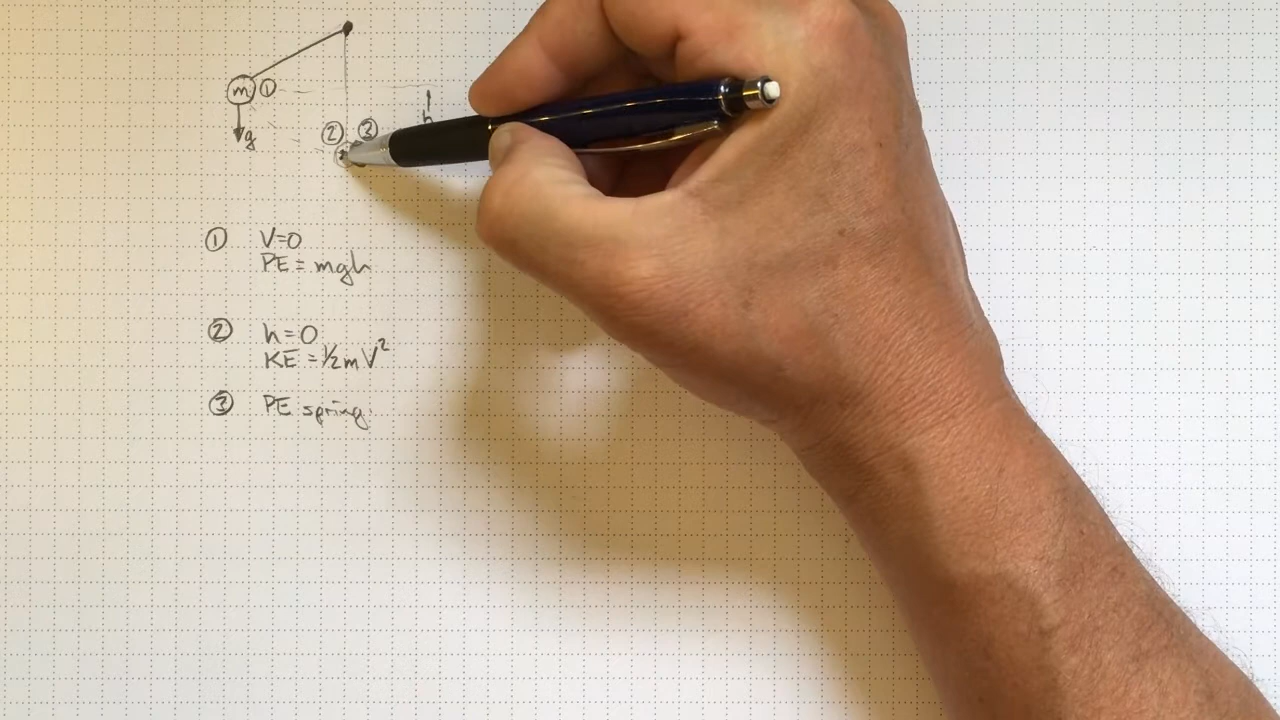 m ①
h
② ③
g
① V=0
PE = mgh
② h=0
KE = ½mV²
③ PE spring